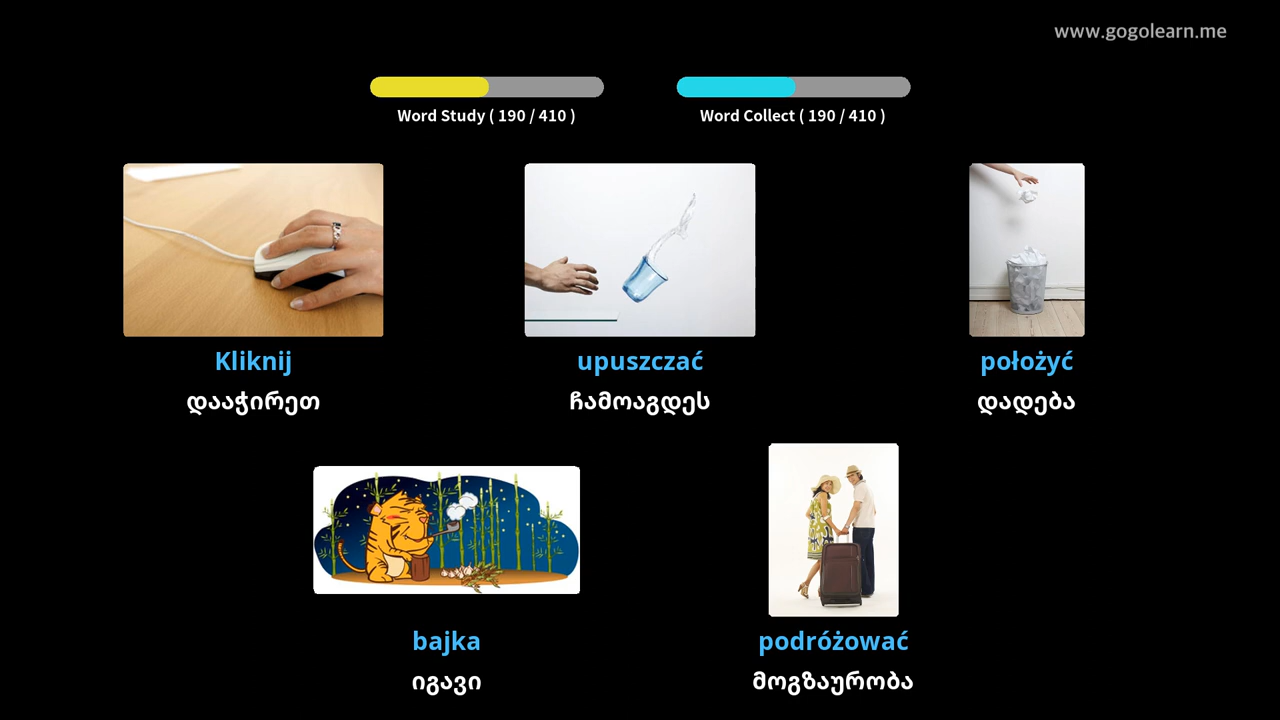 www.gogolearn.me
Word Study ( 190 / 410 )
Word Collect ( 190 / 410 )
Kliknij
upuszczać
położyć
დააჭირეთ
ჩამოაგდეს
დადება
bajka
podróżować
იგავი
მოგზაურობა